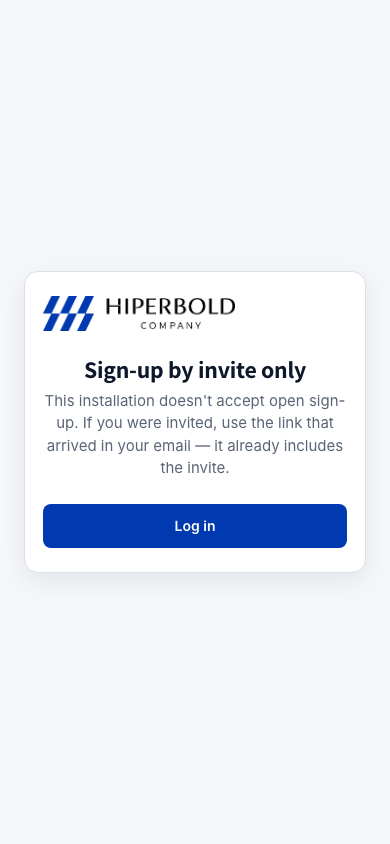 HIPERBOLD
COMPANY
Sign-up by invite only
This installation doesn't accept open sign-
up. If you were invited, use the link that
arrived in your email — it already includes
the invite.
Log in